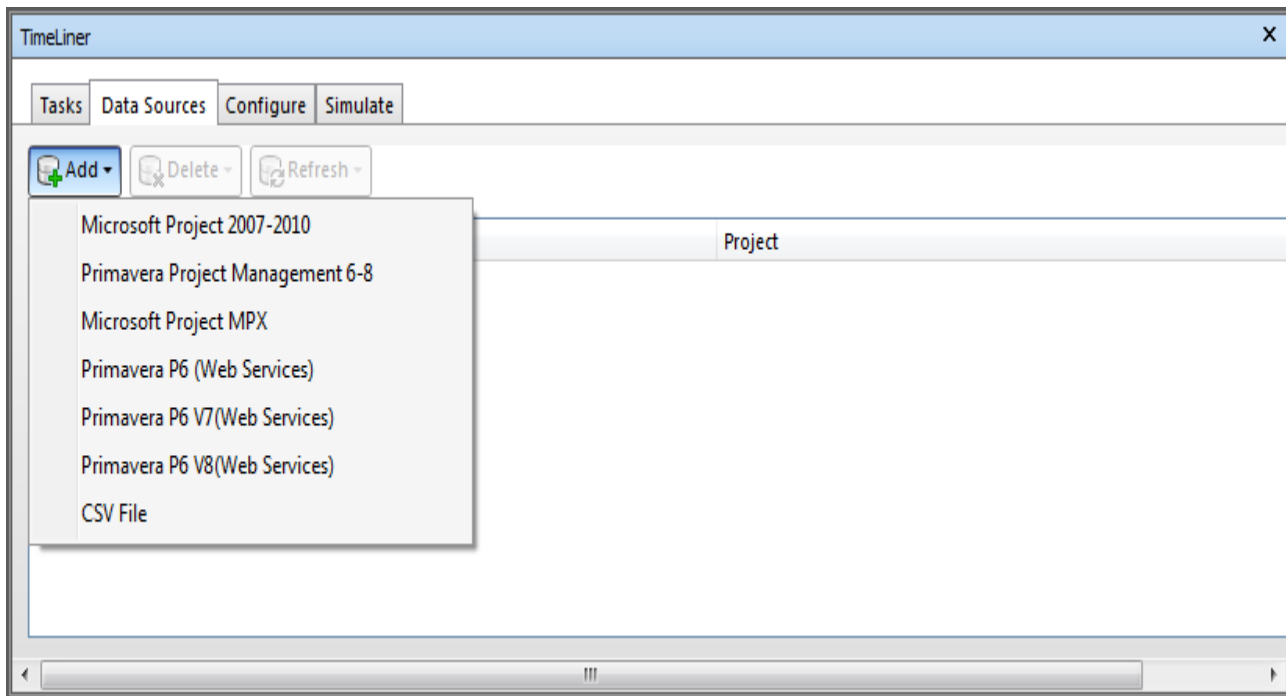 TimeLiner
Tasks Data Sources Configure Simulate
Add Delete Refresh
Project
Microsoft Project 2007-2010
Primavera Project Management 6-8
Microsoft Project MPX
Primavera P6 (Web Services)
Primavera P6 V7(Web Services)
Primavera P6 V8(Web Services)
CSV File